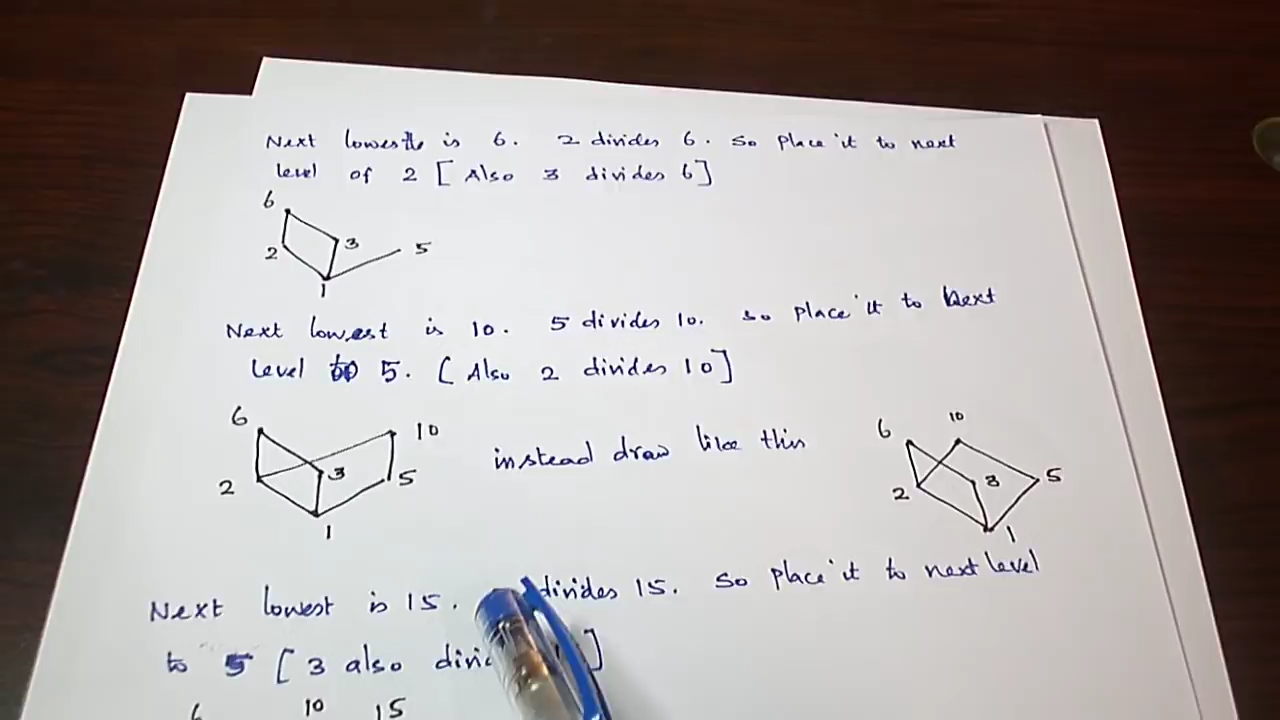 Next lowest is 6. 2 divides 6. So place it to next
level of 2 [Also 3 divides 6]
6
2 3 5
1
Next lowest is 10. 5 divides 10. So place it to next
level to 5. [Also 2 divides 10]
6 10
2 3 5
1
instead draw like this
6 10
2 3 5
1
Next lowest is 15. divides 15. So place it to next level
to 5 [3 also ]
6 10 15